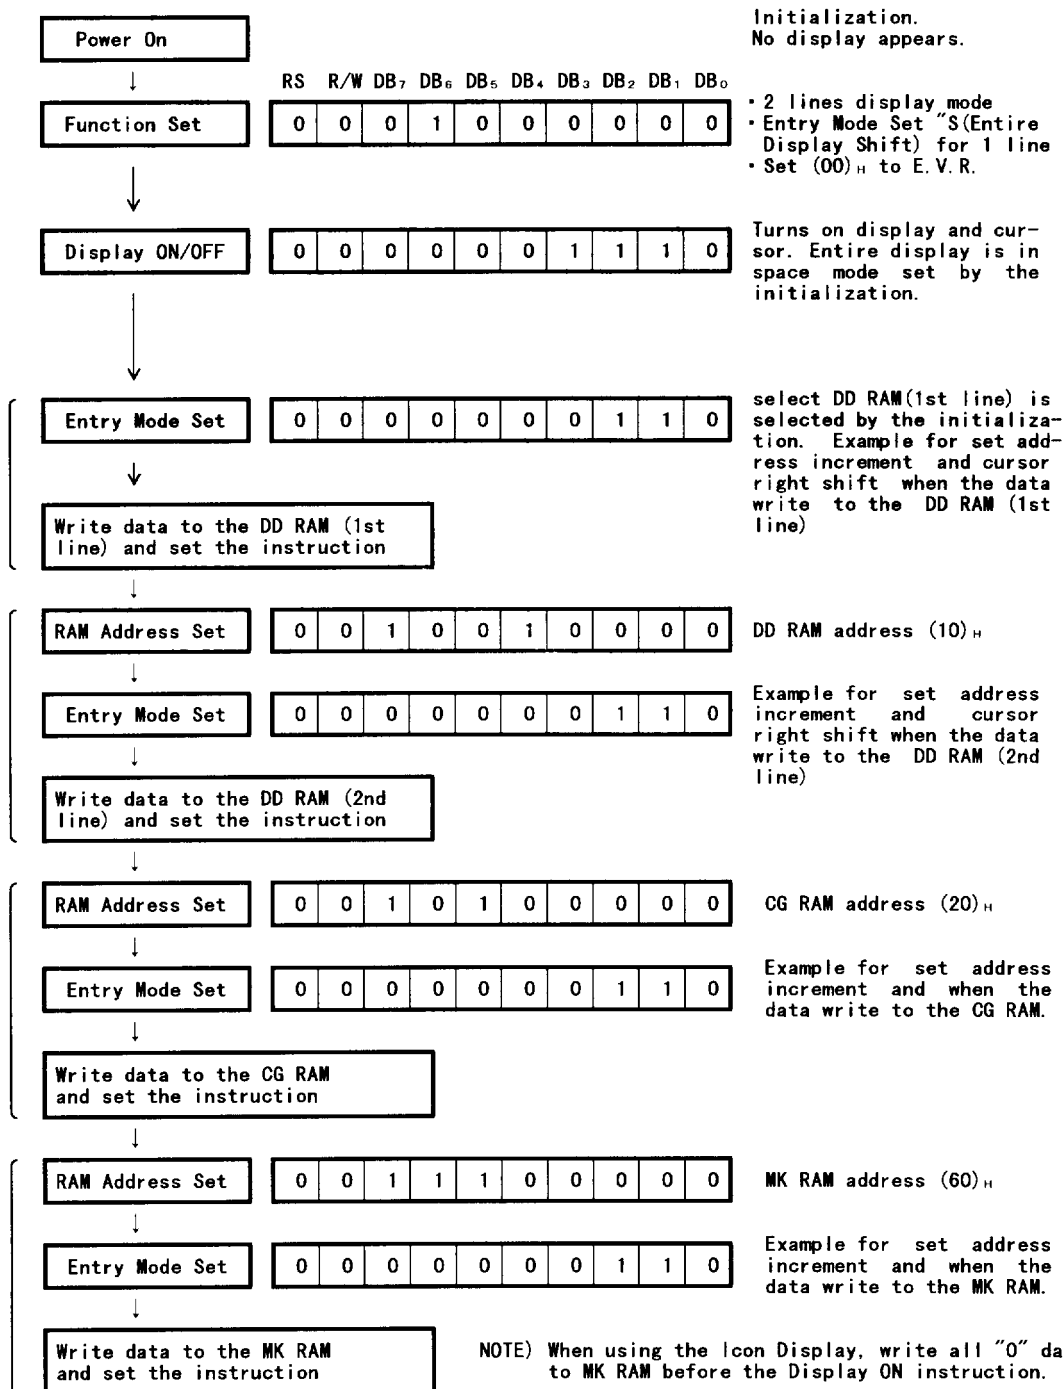 Power On
Initialization.
No display appears.
RS R/W DB₇ DB₆ DB₅ DB₄ DB₃ DB₂ DB₁ DB₀
Function Set 0 0 0 1 0 0 0 0 0 0
・2 lines display mode
・Entry Mode Set "S(Entire
Display Shift) for 1 line
・Set (00)H to E.V.R.
Display ON/OFF 0 0 0 0 0 0 1 1 1 0
Turns on display and cur-
sor. Entire display is in
space mode set by the
initialization.
Entry Mode Set 0 0 0 0 0 0 0 1 1 0
select DD RAM(1st line) is
selected by the initializa-
tion. Example for set add-
ress increment and cursor
right shift when the data
write to the DD RAM (1st
line)
Write data to the DD RAM (1st
line) and set the instruction
RAM Address Set 0 0 1 0 0 1 0 0 0 0
DD RAM address (10)H
Entry Mode Set 0 0 0 0 0 0 0 1 1 0
Example for set address
increment and cursor
right shift when the data
write to the DD RAM (2nd
line)
Write data to the DD RAM (2nd
line) and set the instruction
RAM Address Set 0 0 1 0 1 0 0 0 0 0
CG RAM address (20)H
Entry Mode Set 0 0 0 0 0 0 0 1 1 0
Example for set address
increment and when the
data write to the CG RAM.
Write data to the CG RAM
and set the instruction
RAM Address Set 0 0 1 1 1 0 0 0 0 0
MK RAM address (60)H
Entry Mode Set 0 0 0 0 0 0 0 1 1 0
Example for set address
increment and when the
data write to the MK RAM.
Write data to the MK RAM
and set the instruction
NOTE) When using the Icon Display, write all "0" da
to MK RAM before the Display ON instruction.